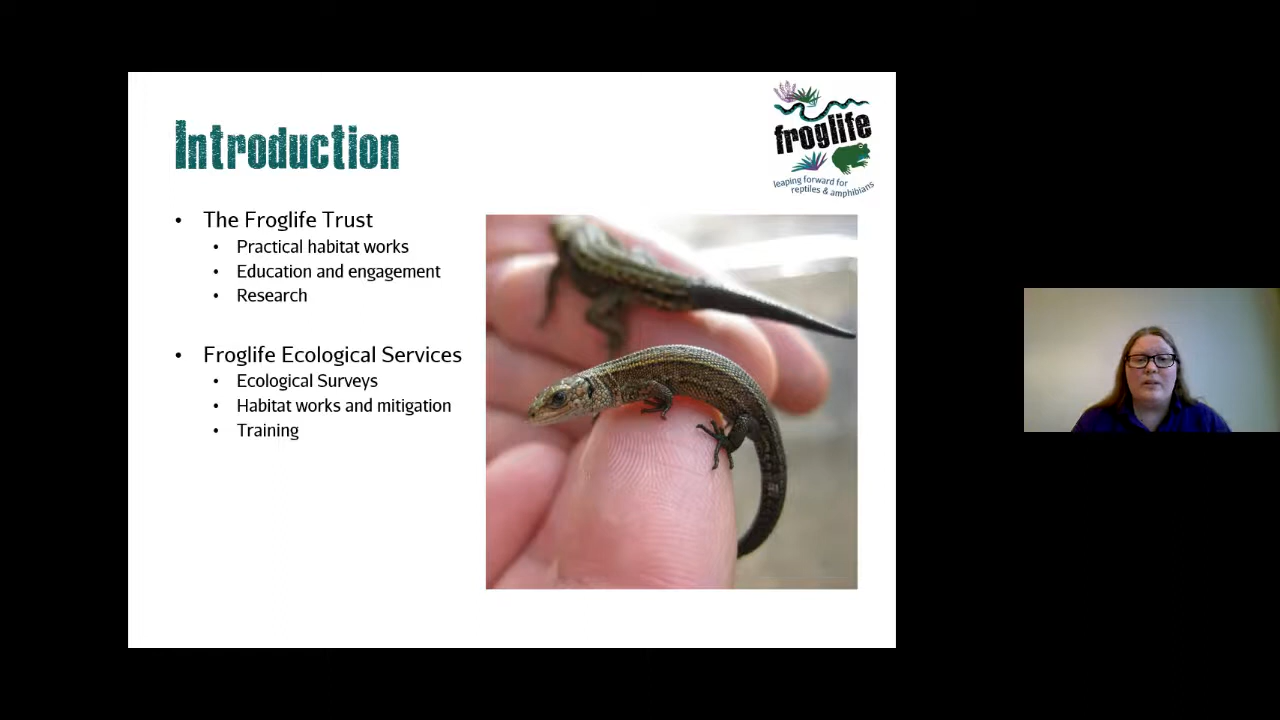 Introduction
froglife
leaping forward for
reptiles & amphibians
• The Froglife Trust
• Practical habitat works
• Education and engagement
• Research
• Froglife Ecological Services
• Ecological Surveys
• Habitat works and mitigation
• Training